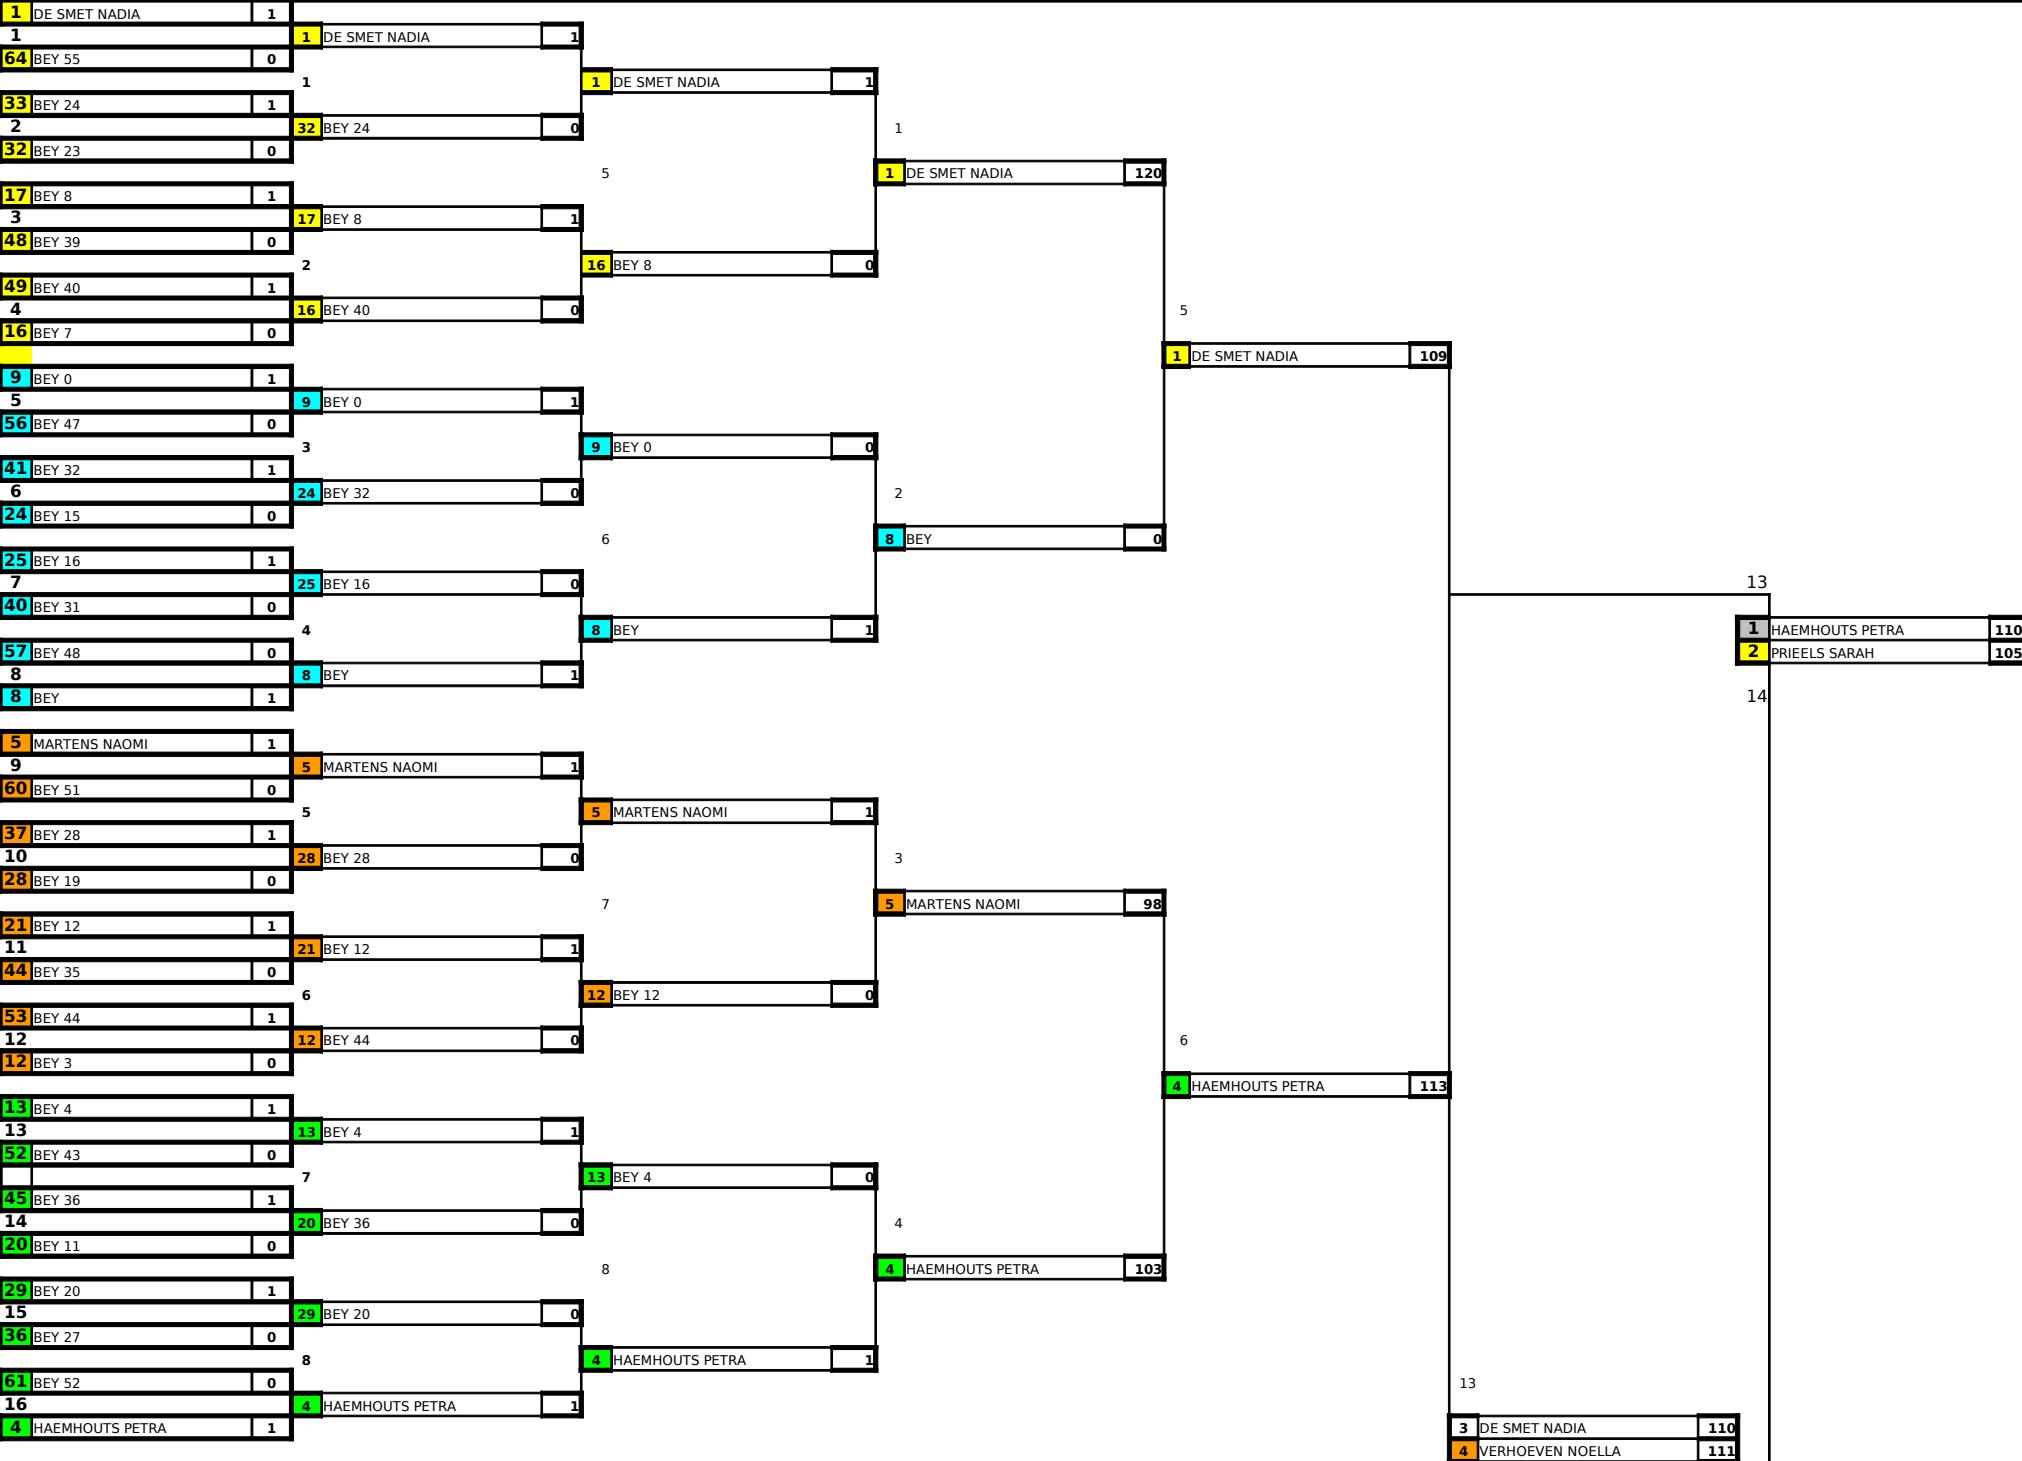 1 DE SMET NADIA 1
1 1 DE SMET NADIA 1
64 BEY 55 0
1 1 DE SMET NADIA 1
33 BEY 24 1
2 32 BEY 24 0 1
32 BEY 23 0
5 1 DE SMET NADIA 120
17 BEY 8 1
3 17 BEY 8 1
48 BEY 39 0
2 16 BEY 8 0
49 BEY 40 1
4 16 BEY 40 0 5
16 BEY 7 0
1 DE SMET NADIA 109
9 BEY 0 1
5 9 BEY 0 1
56 BEY 47 0
3 9 BEY 0 0
41 BEY 32 1
6 24 BEY 32 0 2
24 BEY 15 0
6 8 BEY 0
25 BEY 16 1
7 25 BEY 16 0 13
40 BEY 31 0
4 8 BEY 1 1 HAEMHOUTS PETRA 110
57 BEY 48 0 2 PRIEELS SARAH 105
8 8 BEY 1
8 BEY 1 14
5 MARTENS NAOMI 1
9 5 MARTENS NAOMI 1
60 BEY 51 0
5 5 MARTENS NAOMI 1
37 BEY 28 1
10 28 BEY 28 0 3
28 BEY 19 0
7 5 MARTENS NAOMI 98
21 BEY 12 1
11 21 BEY 12 1
44 BEY 35 0
6 12 BEY 12 0
53 BEY 44 1
12 12 BEY 44 0 6
12 BEY 3 0
4 HAEMHOUTS PETRA 113
13 BEY 4 1
13 13 BEY 4 1
52 BEY 43 0
7 13 BEY 4 0
45 BEY 36 1
14 20 BEY 36 0 4
20 BEY 11 0
8 4 HAEMHOUTS PETRA 103
29 BEY 20 1
15 29 BEY 20 0
36 BEY 27 0
8 4 HAEMHOUTS PETRA 1
61 BEY 52 0 13
16 4 HAEMHOUTS PETRA 1
4 HAEMHOUTS PETRA 1 3 DE SMET NADIA 110
4 VERHOEVEN NOELLA 111